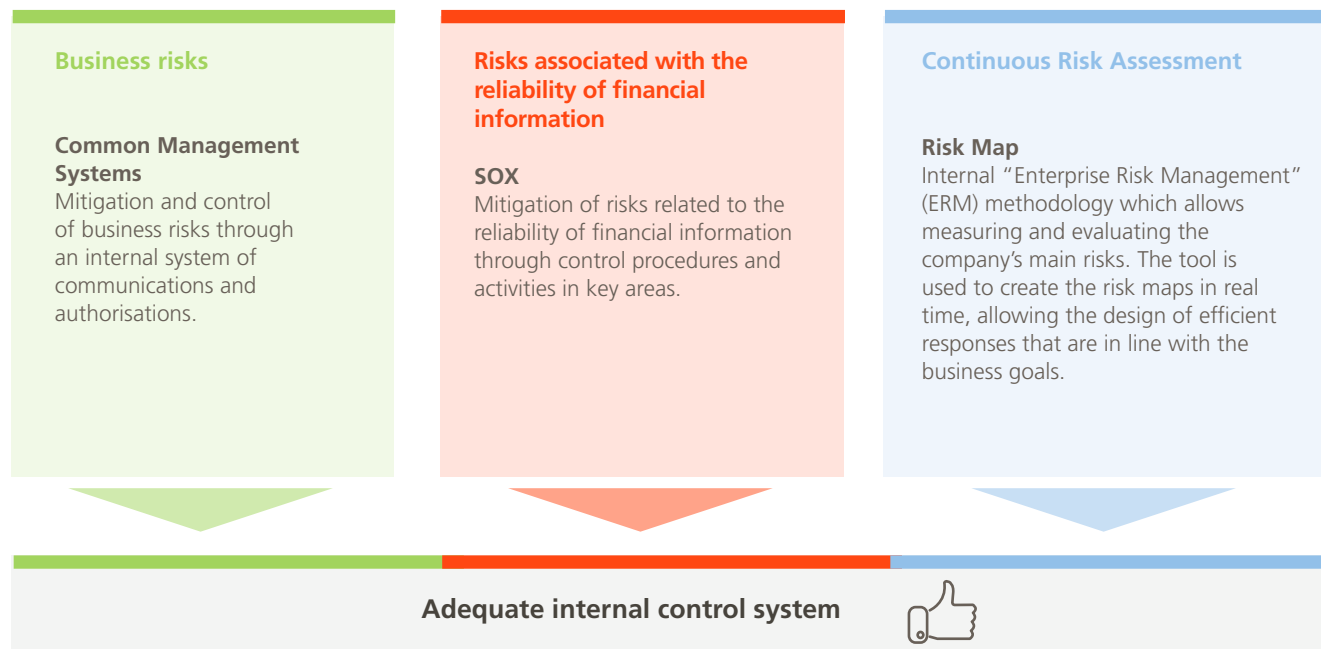 Business risks
Common Management
Systems
Mitigation and control
of business risks through
an internal system of
communications and
authorisations.
Risks associated with the
reliability of financial
information
SOX
Mitigation of risks related to the
reliability of financial information
through control procedures and
activities in key areas.
Continuous Risk Assessment
Risk Map
Internal “Enterprise Risk Management”
(ERM) methodology which allows
measuring and evaluating the
company’s main risks. The tool is
used to create the risk maps in real
time, allowing the design of efficient
responses that are in line with the
business goals.
Adequate internal control system